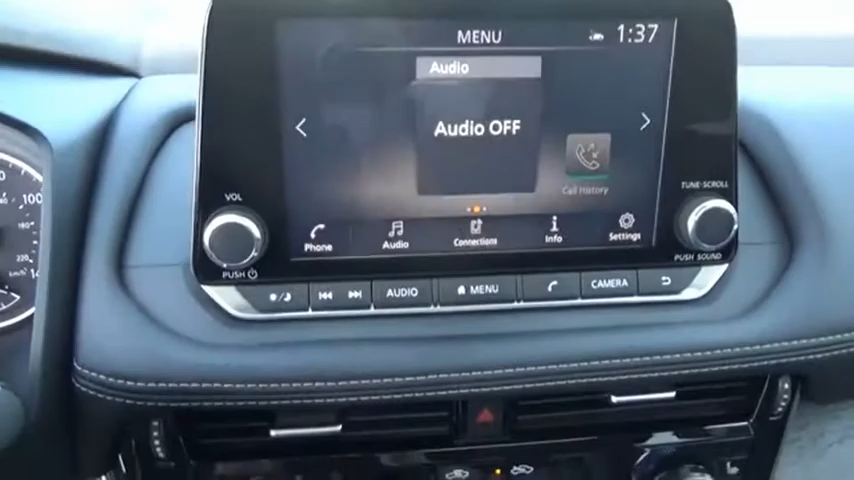 MENU
1:37
Audio
Audio OFF
Call History
VOL
TUNE·SCROLL
Phone
Audio
Connections
Info
Settings
PUSH
PUSH SOUND
AUDIO
MENU
CAMERA
100